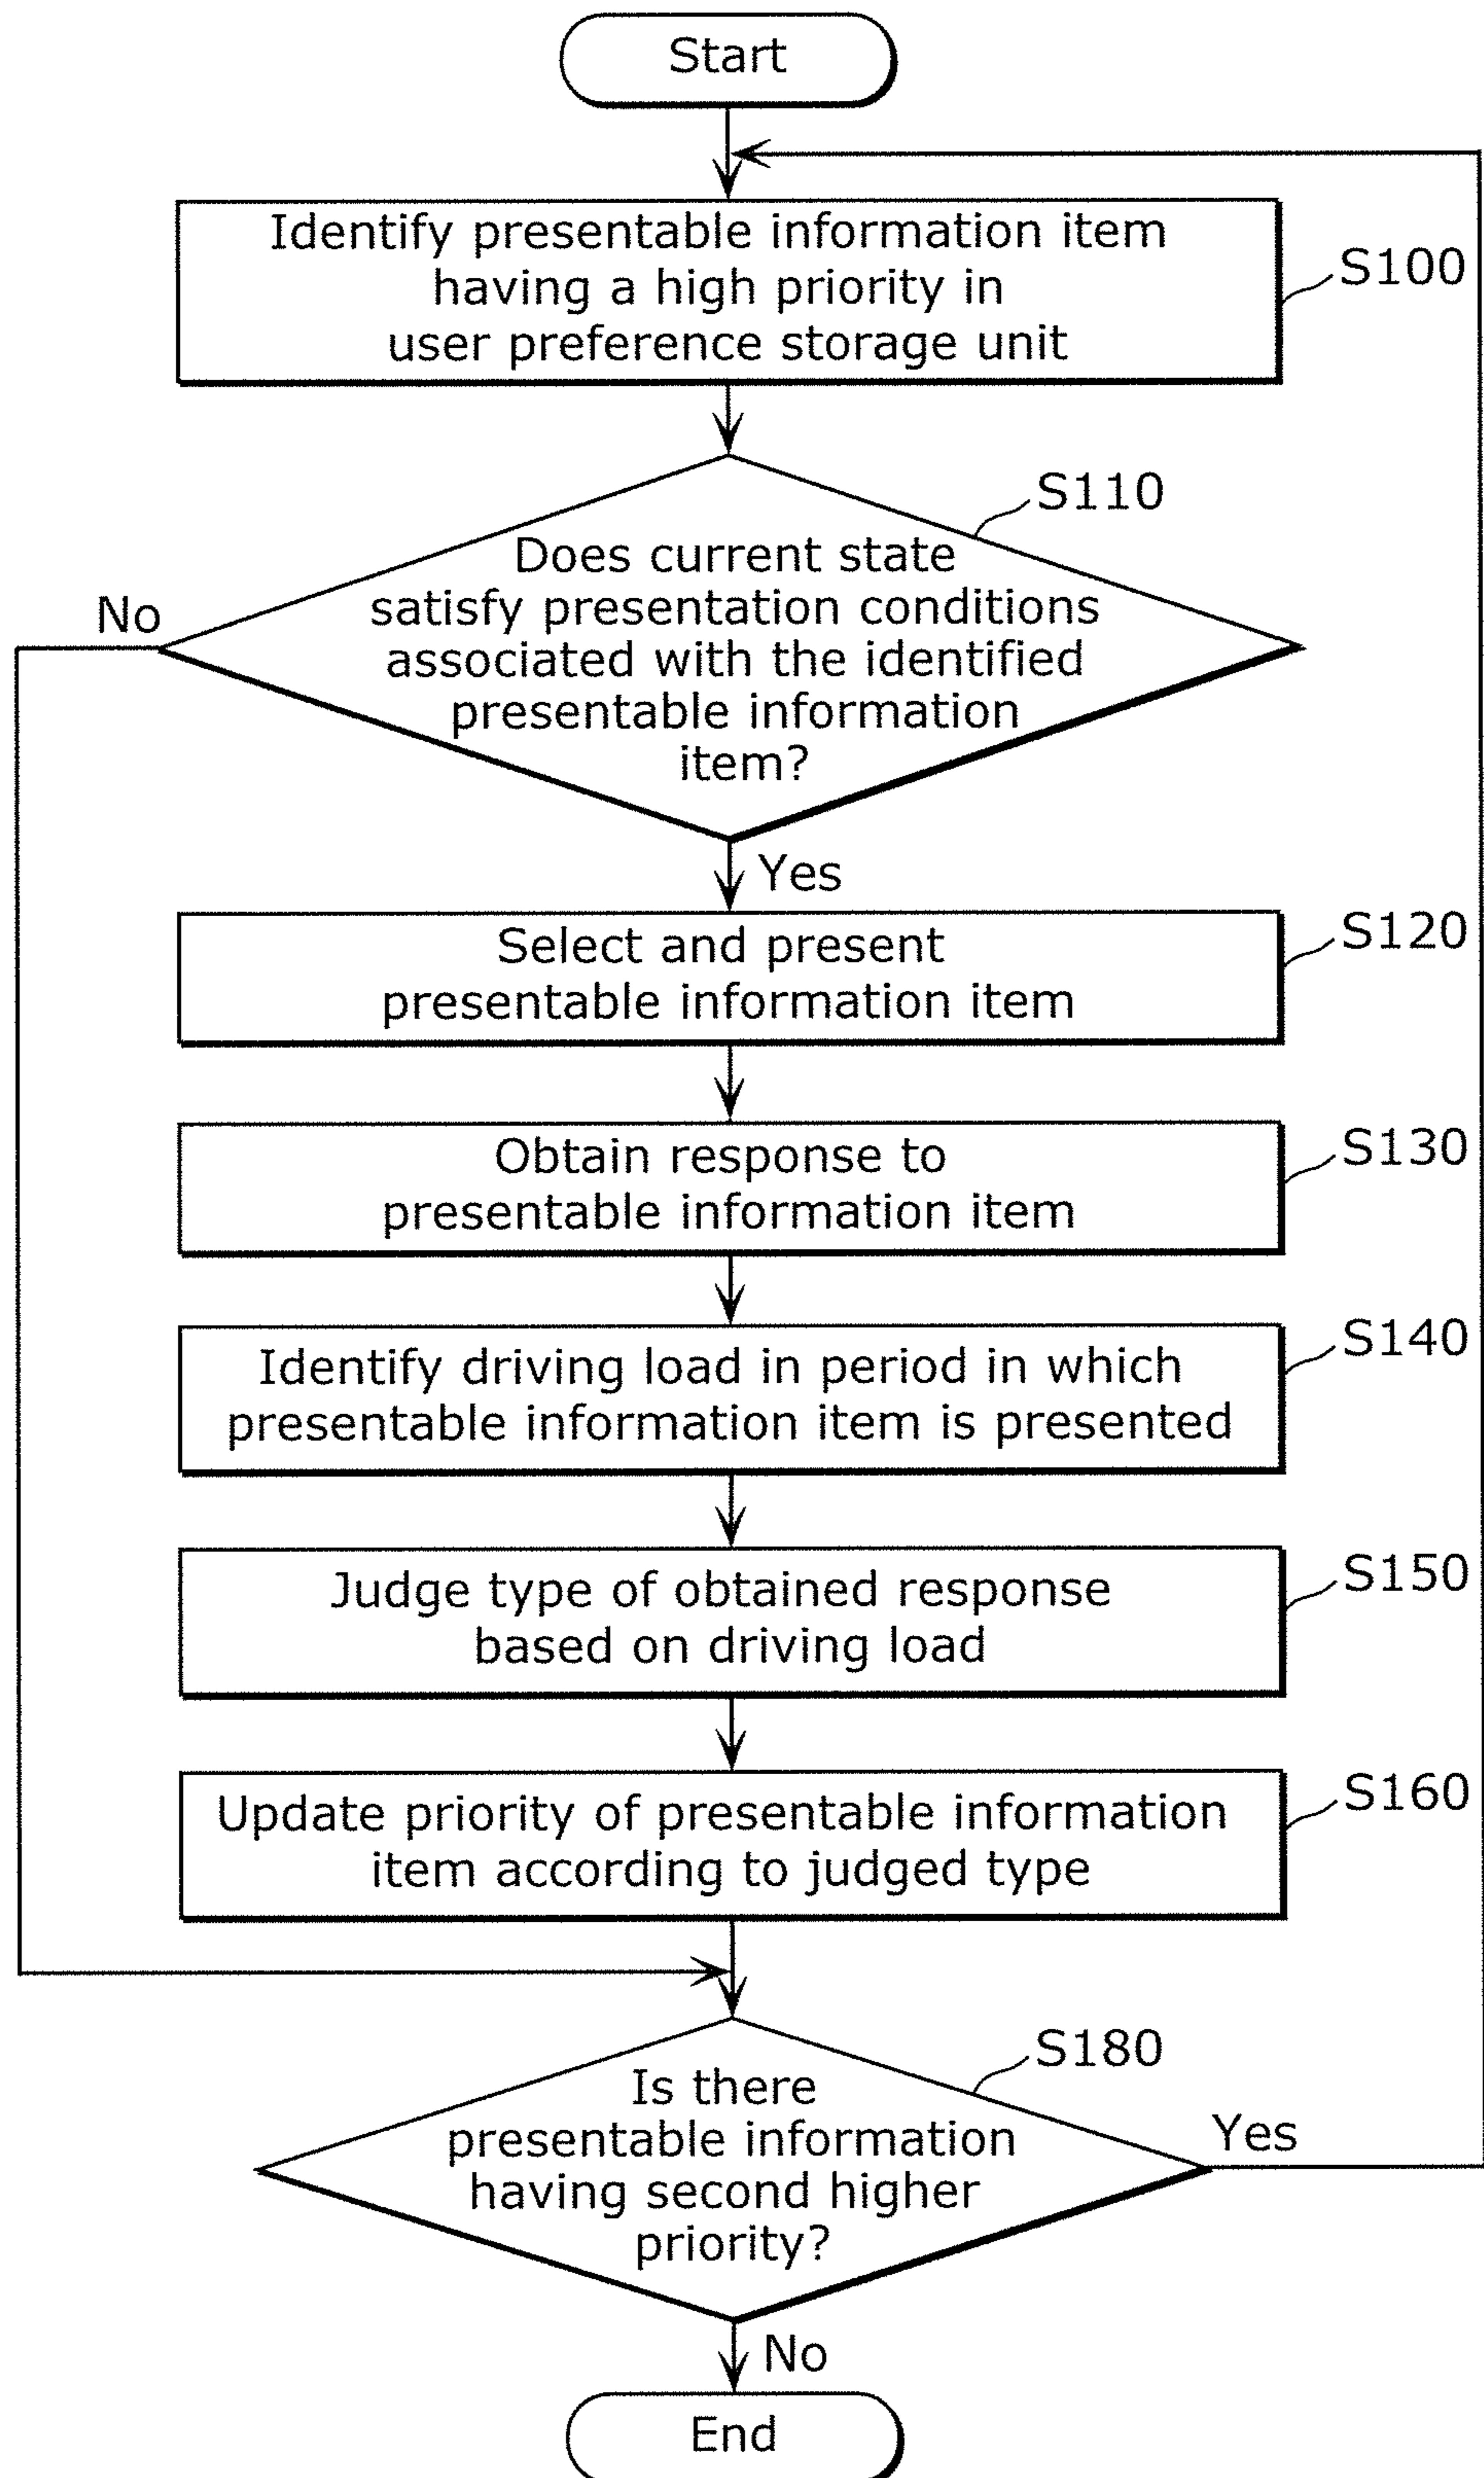 Start
Identify presentable information item
having a high priority in
user preference storage unit
S100
S110
Does current state
satisfy presentation conditions
associated with the identified
presentable information
item?
No
Yes
Select and present
presentable information item
S120
Obtain response to
presentable information item
S130
Identify driving load in period in which
presentable information item is presented
S140
Judge type of obtained response
based on driving load
S150
Update priority of presentable information
item according to judged type
S160
S180
Is there
presentable information
having second higher
priority?
Yes
No
End